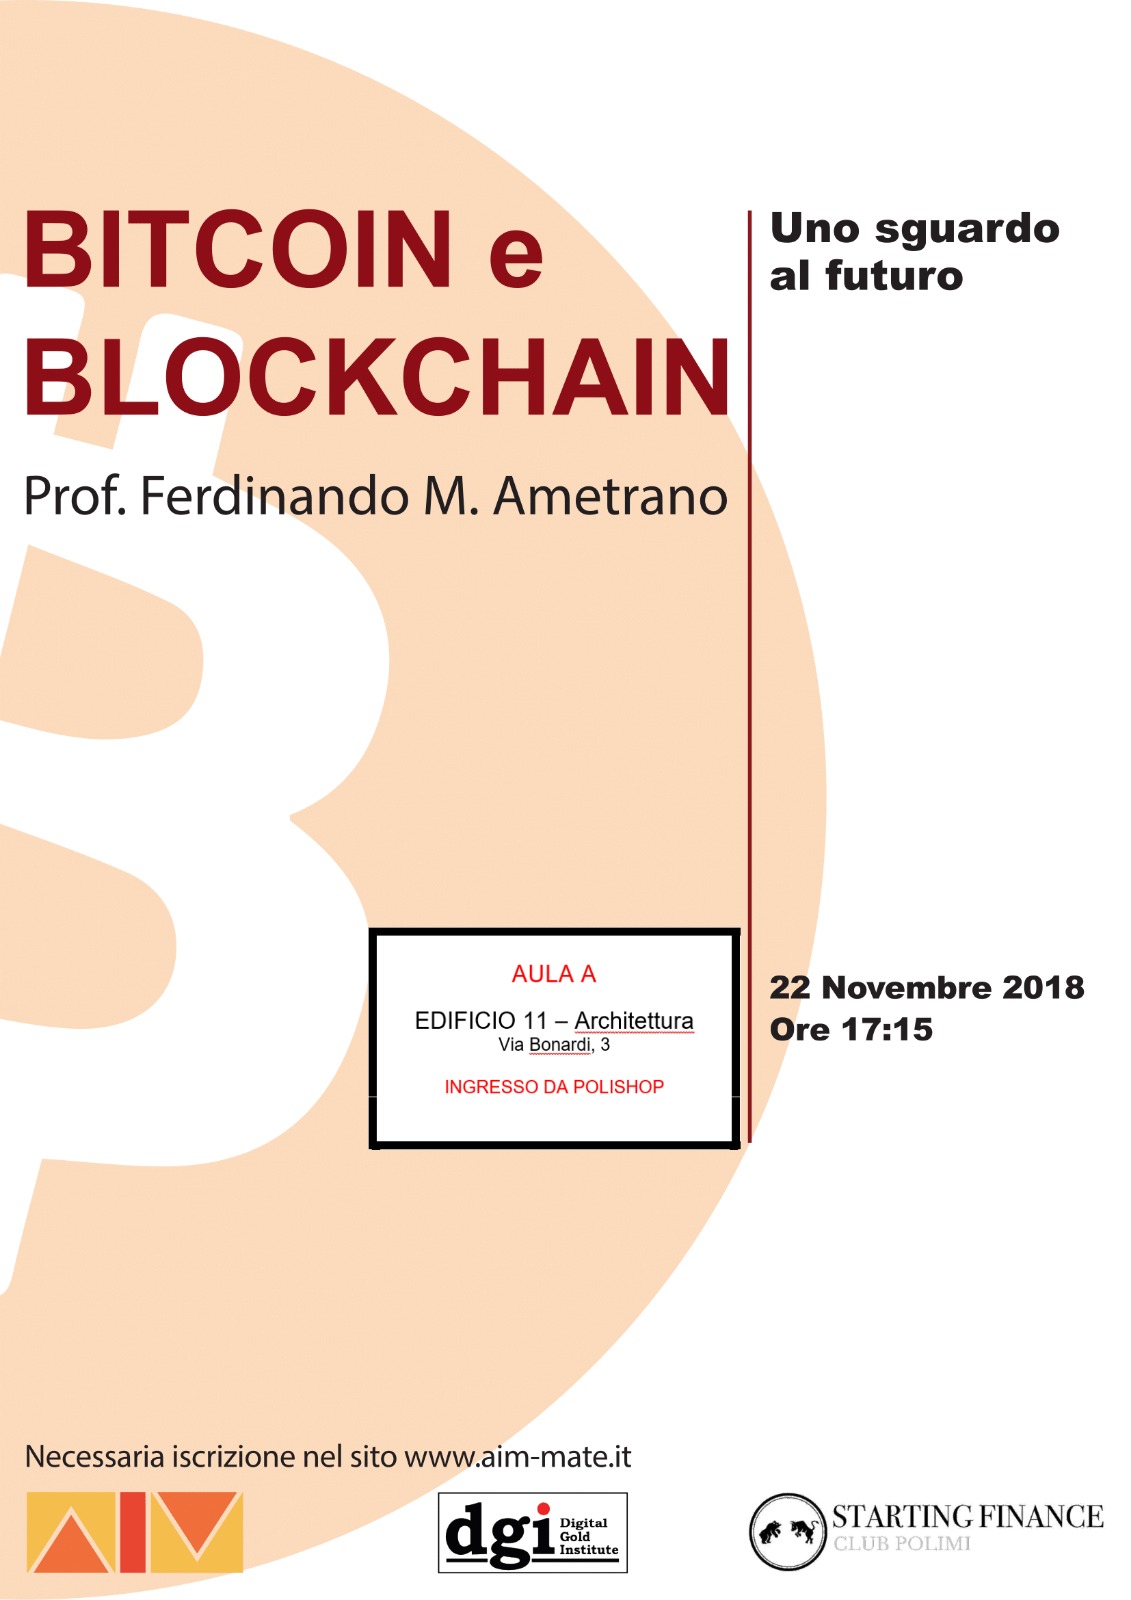 BITCOIN e
BLOCKCHAIN
Prof. Ferdinando M. Ametrano
Uno sguardo
al futuro
AULA A
EDIFICIO 11 – Architettura
Via Bonardi, 3
INGRESSO DA POLISHOP
22 Novembre 2018
Ore 17:15
Necessaria iscrizione nel sito www.aim-mate.it
AIM
dgi
Digital
Gold
Institute
STARTING FINANCE
CLUB POLIMI